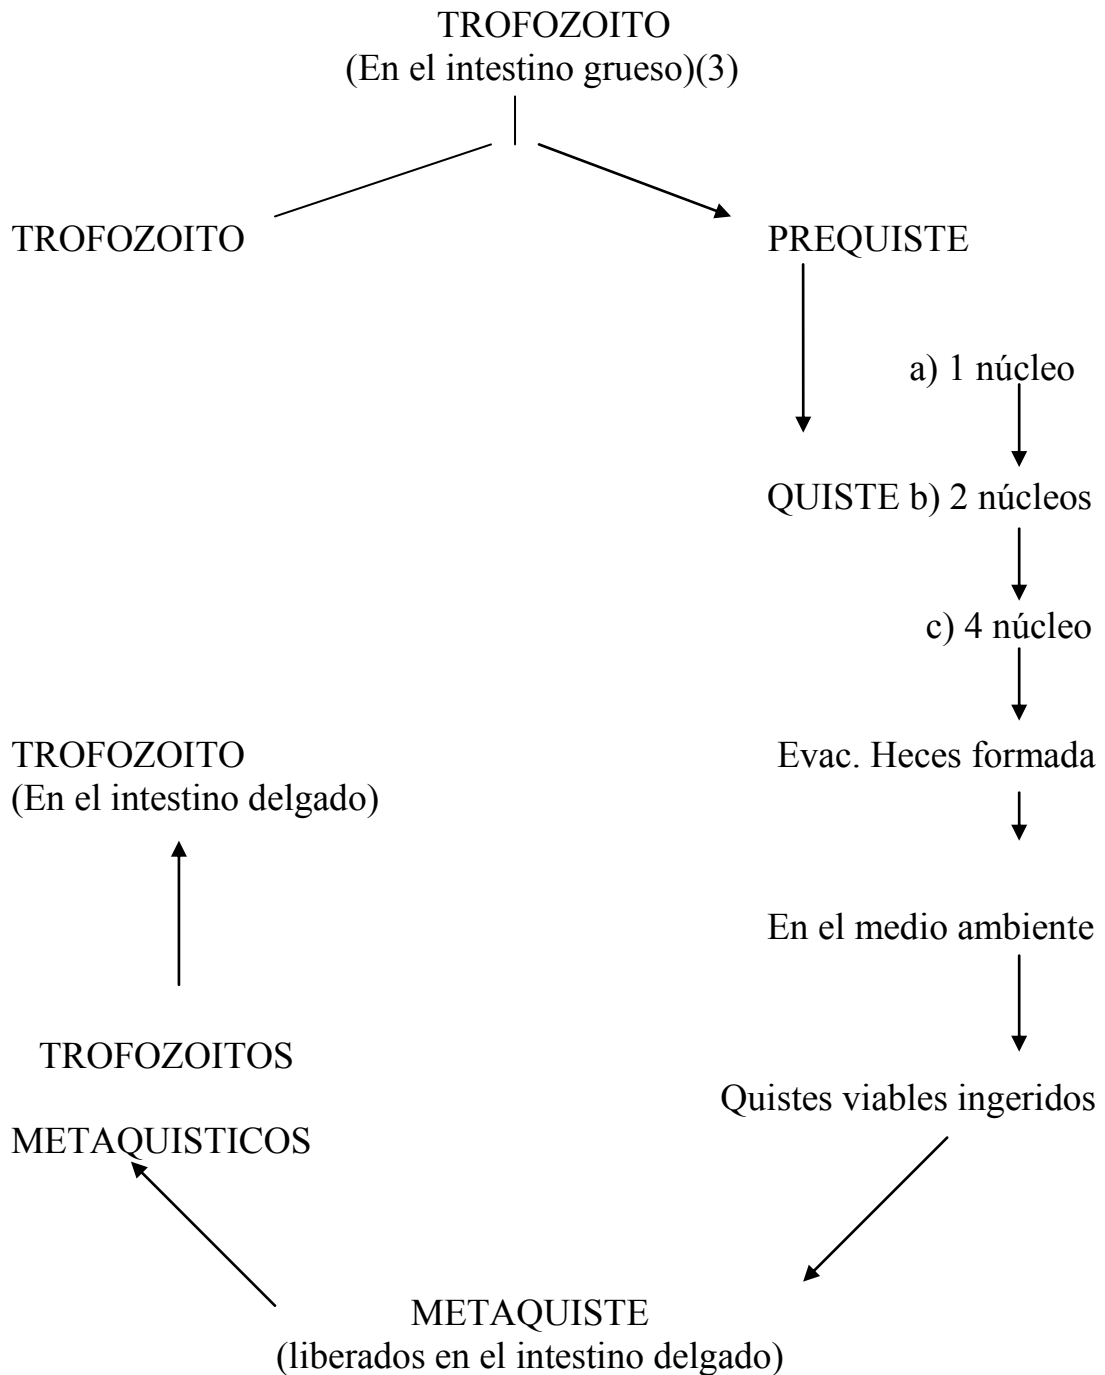 TROFOZOITO
(En el intestino grueso)(3)
TROFOZOITO
PREQUISTE
a) 1 núcleo
QUISTE b) 2 núcleos
c) 4 núcleo
TROFOZOITO
(En el intestino delgado)
Evac. Heces formada
En el medio ambiente
TROFOZOITOS
METAQUISTICOS
Quistes viables ingeridos
METAQUISTE
(liberados en el intestino delgado)